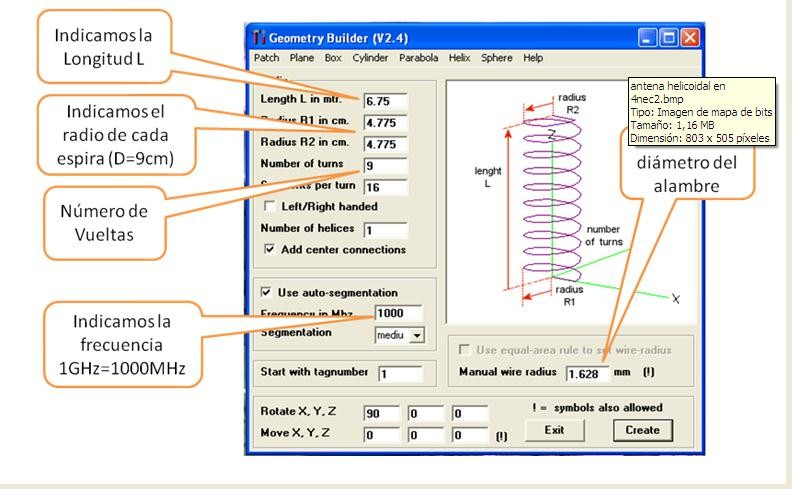 Indicamos la
Longitud L
Indicamos el
radio de cada
espira (D=9cm)
Número de
Vueltas
Indicamos la
frecuencia
1GHz=1000MHz
Geometry Builder (V2.4)
Patch Plane Box Cylinder Parabola Helix Sphere Help
Length L in mtr. 6.75
Radius R1 in cm. 4.775
Radius R2 in cm. 4.775
Number of turns 9
per turn 16
Left/Right handed
Number of helices 1
Add center connections
Use auto-segmentation
Frequency in Mhz 1000
Segmentation mediu
Start with tagnumber 1
Rotate X, Y, Z 90 0 0
Move X, Y, Z 0 0 0 (!)
radius
R2
Z
lenght
L
number
of turns
radius
R1
X
antena helicoidal en
4nec2.bmp
Tipo: Imagen de mapa de bits
Tamaño: 1,16 MB
Dimensión: 803 x 505 píxeles
diámetro del
alambre
Use equal-area rule to set wire-radius
Manual wire radius 1.628 mm (!)
! = symbols also allowed
Exit Create